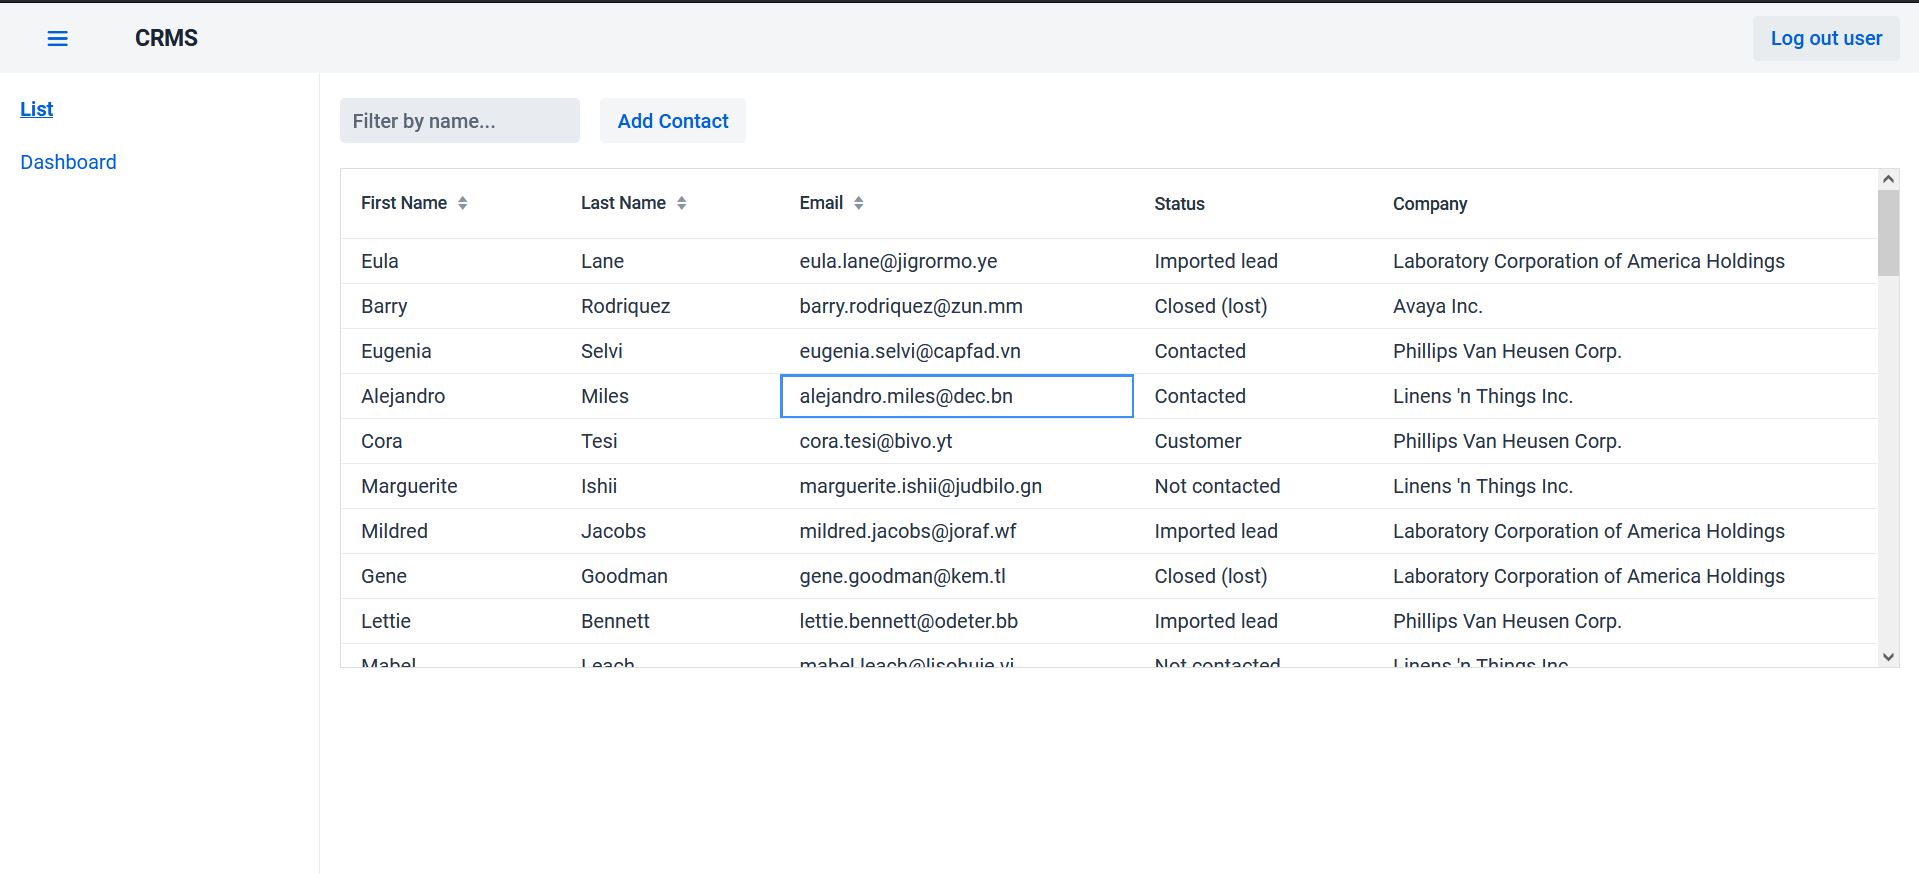 CRMS Log out user
List
Dashboard
Filter by name... Add Contact
First Name Last Name Email Status Company
Eula Lane eula.lane@jigrormo.ye Imported lead Laboratory Corporation of America Holdings
Barry Rodriquez barry.rodriquez@zun.mm Closed (lost) Avaya Inc.
Eugenia Selvi eugenia.selvi@capfad.vn Contacted Phillips Van Heusen Corp.
Alejandro Miles alejandro.miles@dec.bn Contacted Linens 'n Things Inc.
Cora Tesi cora.tesi@bivo.yt Customer Phillips Van Heusen Corp.
Marguerite Ishii marguerite.ishii@judbilo.gn Not contacted Linens 'n Things Inc.
Mildred Jacobs mildred.jacobs@joraf.wf Imported lead Laboratory Corporation of America Holdings
Gene Goodman gene.goodman@kem.tl Closed (lost) Laboratory Corporation of America Holdings
Lettie Bennett lettie.bennett@odeter.bb Imported lead Phillips Van Heusen Corp.
Mabel Leach Not contacted Linens 'n Things Inc.